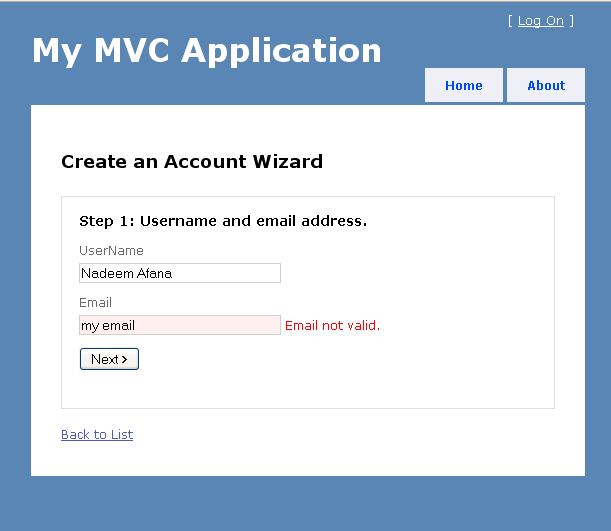 [ Log On ]
My MVC Application
Home About
Create an Account Wizard
Step 1: Username and email address.
UserName
Nadeem Afana
Email
my email Email not valid.
Next >
Back to List